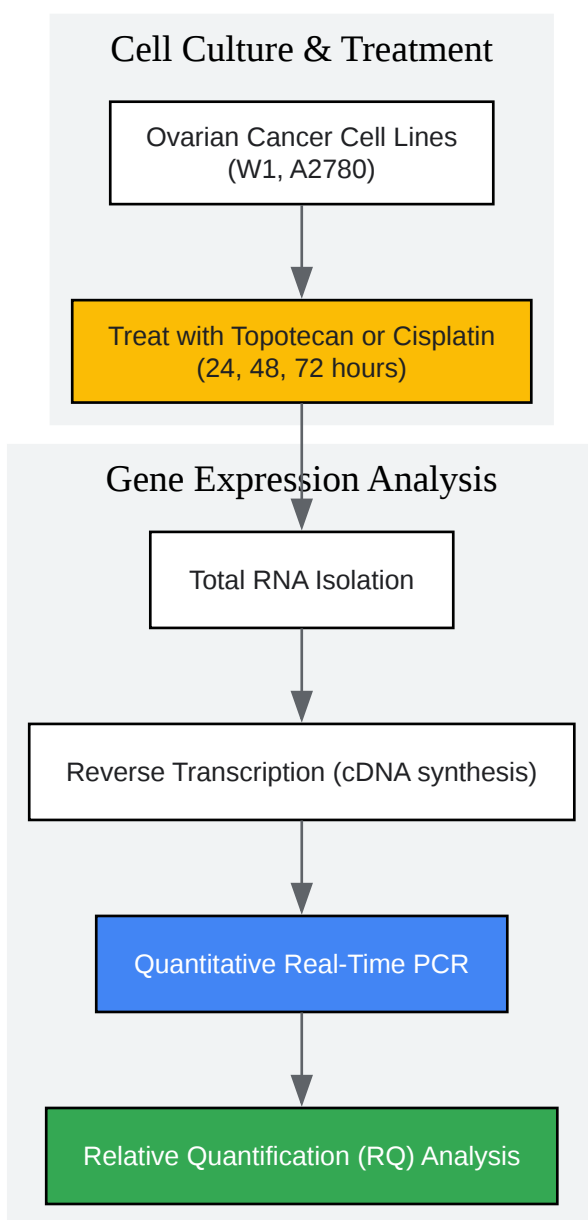 Cell Culture & Treatment
Ovarian Cancer Cell Lines
(W1, A2780)
Treat with Topotecan or Cisplatin
(24, 48, 72 hours)
Gene Expression Analysis
Total RNA Isolation
Reverse Transcription (cDNA synthesis)
Quantitative Real-Time PCR
Relative Quantification (RQ) Analysis